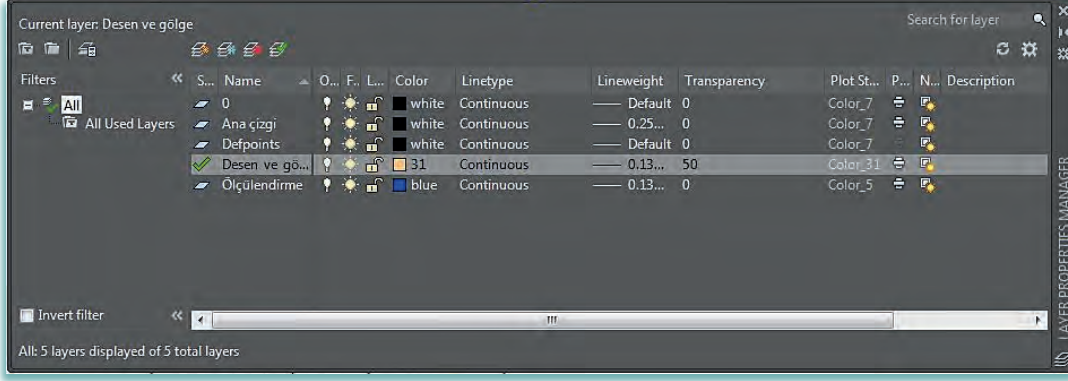 Current layer: Desen ve gölge
Search for layer
Filters
S... Name O... F.. L... Color Linetype Lineweight Transparency Plot St... P... N... Description
All
All Used Layers
0 white Continuous Default 0 Color_7
Ana çizgi white Continuous 0.25... 0 Color_7
Defpoints white Continuous Default 0 Color_7
Desen ve gö... 31 Continuous 0.13... 50 Color_31
Ölçülendirme blue Continuous 0.13... 0 Color_5
Invert filter
All: 5 layers displayed of 5 total layers
LAYER PROPERTIES MANAGER